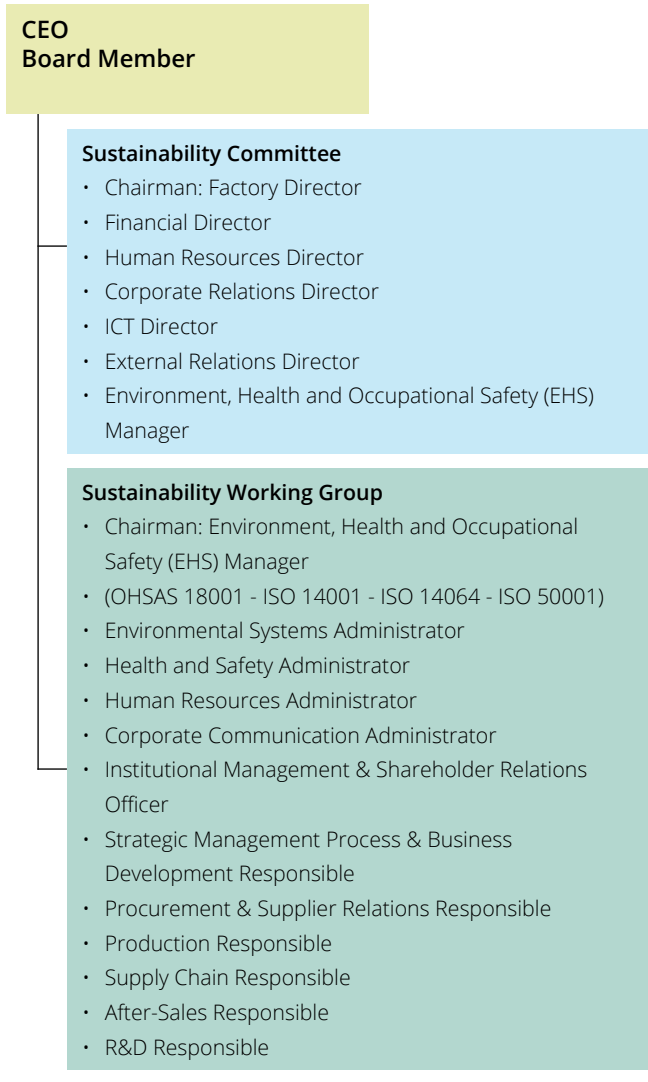 CEO
Board Member
Sustainability Committee
• Chairman: Factory Director
• Financial Director
• Human Resources Director
• Corporate Relations Director
• ICT Director
• External Relations Director
• Environment, Health and Occupational Safety (EHS)
Manager
Sustainability Working Group
• Chairman: Environment, Health and Occupational
Safety (EHS) Manager
• (OHSAS 18001 - ISO 14001 - ISO 14064 - ISO 50001)
• Environmental Systems Administrator
• Health and Safety Administrator
• Human Resources Administrator
• Corporate Communication Administrator
• Institutional Management & Shareholder Relations
Officer
• Strategic Management Process & Business
Development Responsible
• Procurement & Supplier Relations Responsible
• Production Responsible
• Supply Chain Responsible
• After-Sales Responsible
• R&D Responsible